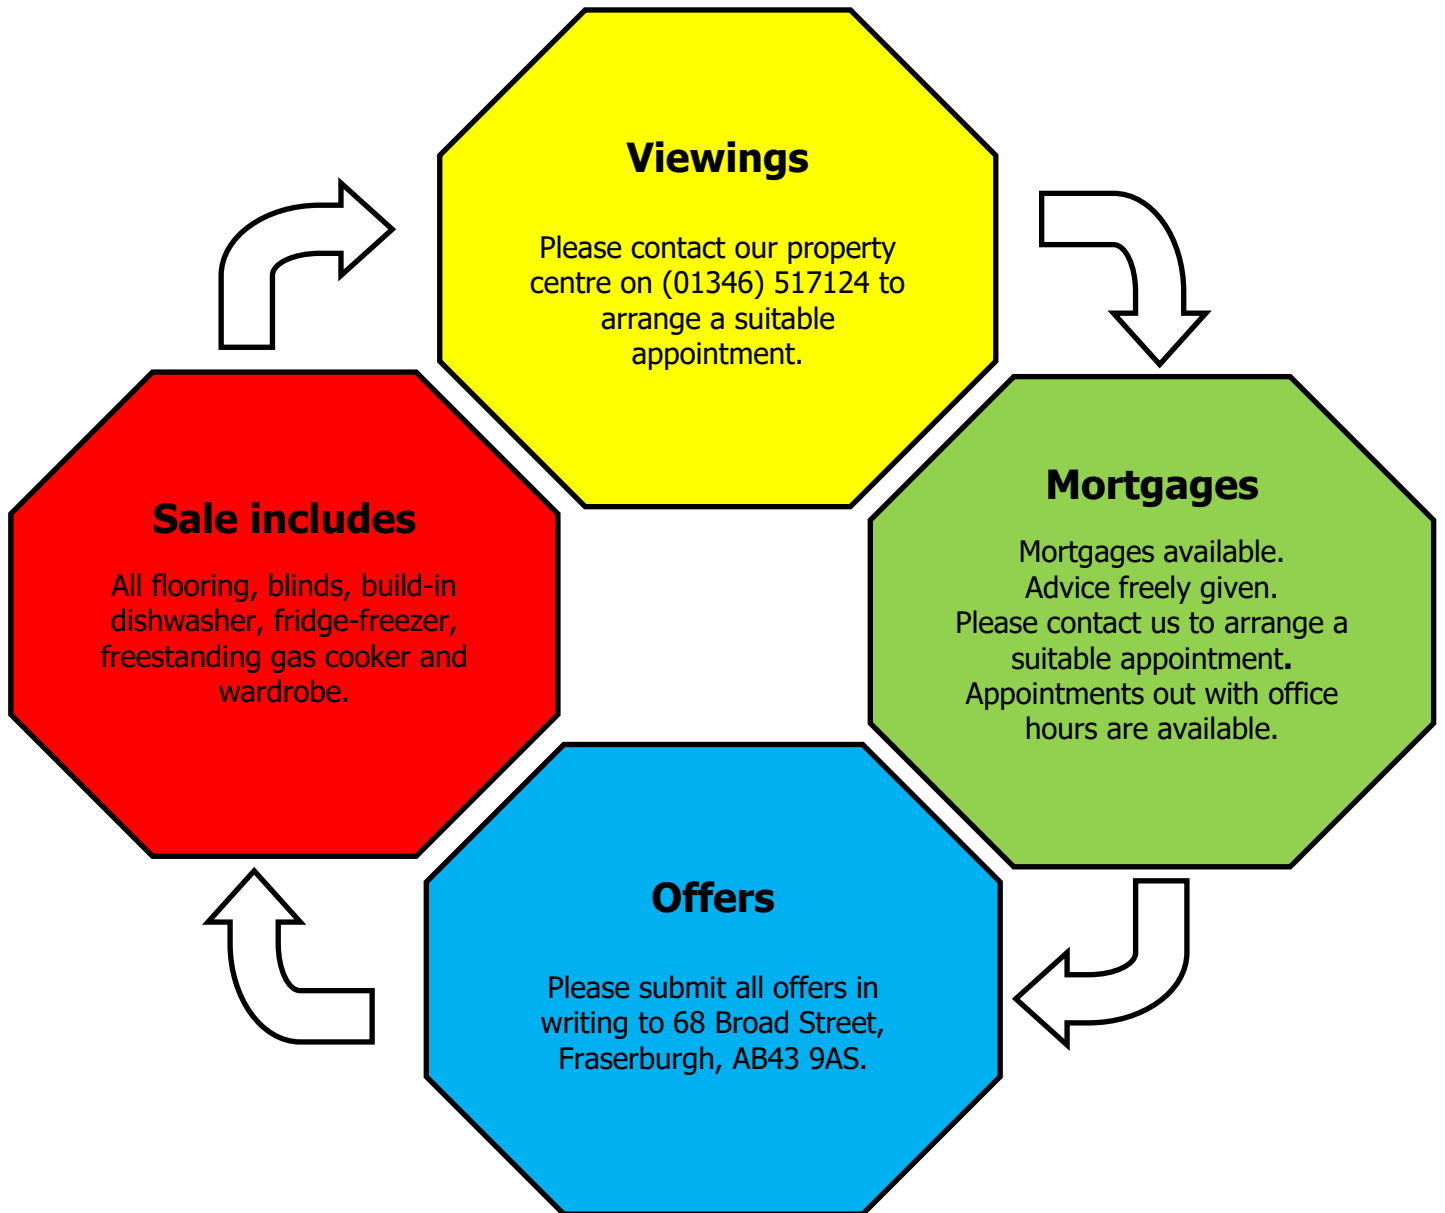 Viewings
Please contact our property
centre on (01346) 517124 to
arrange a suitable
appointment.
Sale includes
All flooring, blinds, build-in
dishwasher, fridge-freezer,
freestanding gas cooker and
wardrobe.
Mortgages
Mortgages available.
Advice freely given.
Please contact us to arrange a
suitable appointment.
Appointments out with office
hours are available.
Offers
Please submit all offers in
writing to 68 Broad Street,
Fraserburgh, AB43 9AS.